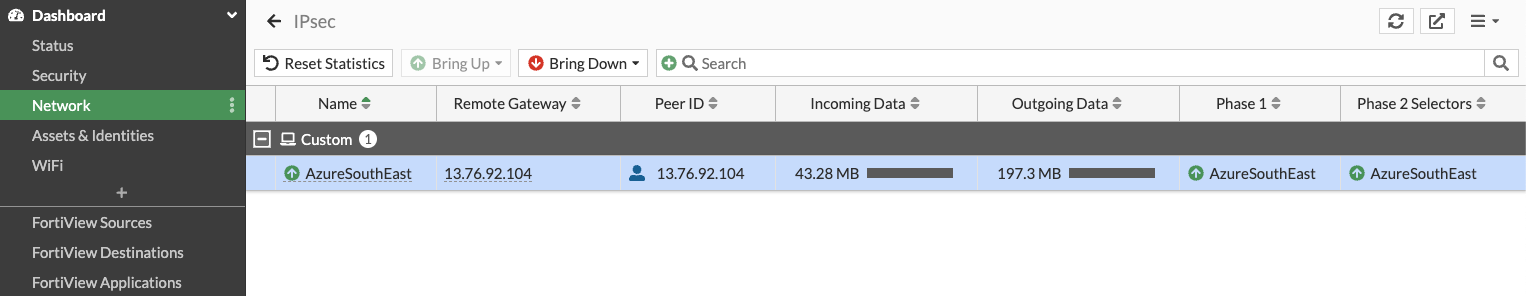 Dashboard
Status
Security
Network
Assets & Identities
WiFi
+
FortiView Sources
FortiView Destinations
FortiView Applications
IPsec
Reset Statistics Bring Up Bring Down Search
Name Remote Gateway Peer ID Incoming Data Outgoing Data Phase 1 Phase 2 Selectors
Custom 1
AzureSouthEast 13.76.92.104 13.76.92.104 43.28 MB 197.3 MB AzureSouthEast AzureSouthEast